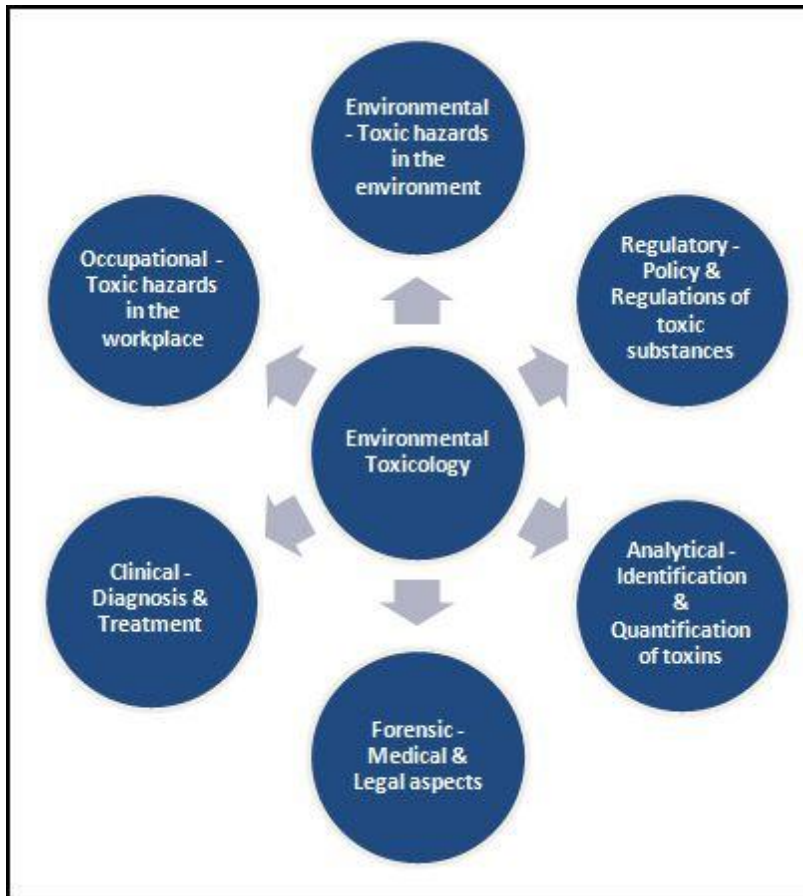 Environmental
- Toxic hazards
in the
environment
Regulatory -
Policy &
Regulations of
toxic
substances
Analytical -
Identification
&
Quantification
of toxins
Forensic -
Medical &
Legal aspects
Clinical -
Diagnosis &
Treatment
Occupational -
Toxic hazards
in the
workplace
Environmental
Toxicology